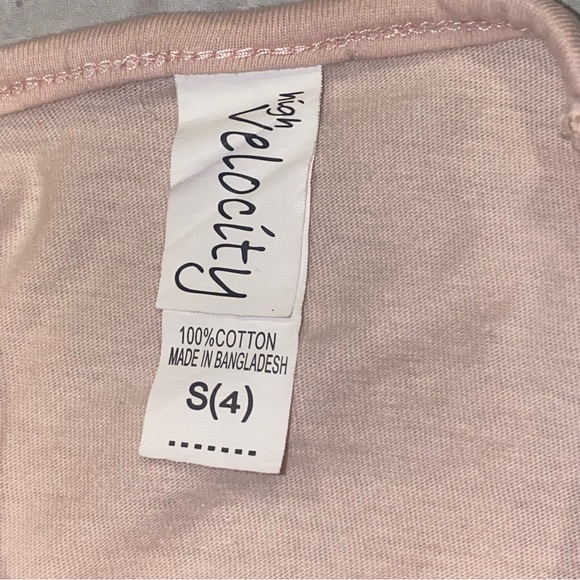 high
Velocity
100%COTTON
MADE IN BANGLADESH
S(4)